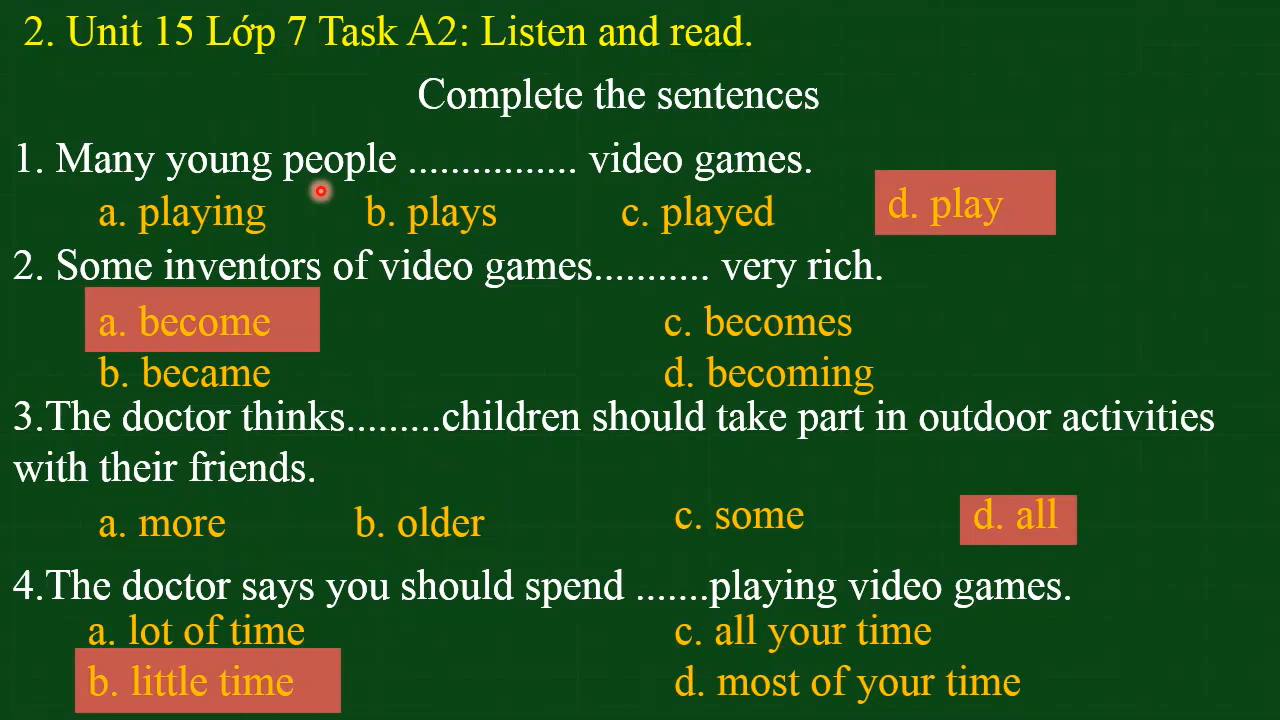 2. Unit 15 Lớp 7 Task A2: Listen and read.
Complete the sentences
1. Many young people ................ video games.
a. playing b. plays c. played d. play
2. Some inventors of video games........... very rich.
a. become c. becomes
b. became d. becoming
3.The doctor thinks.........children should take part in outdoor activities
with their friends.
a. more b. older c. some d. all
4.The doctor says you should spend .......playing video games.
a. lot of time c. all your time
b. little time d. most of your time